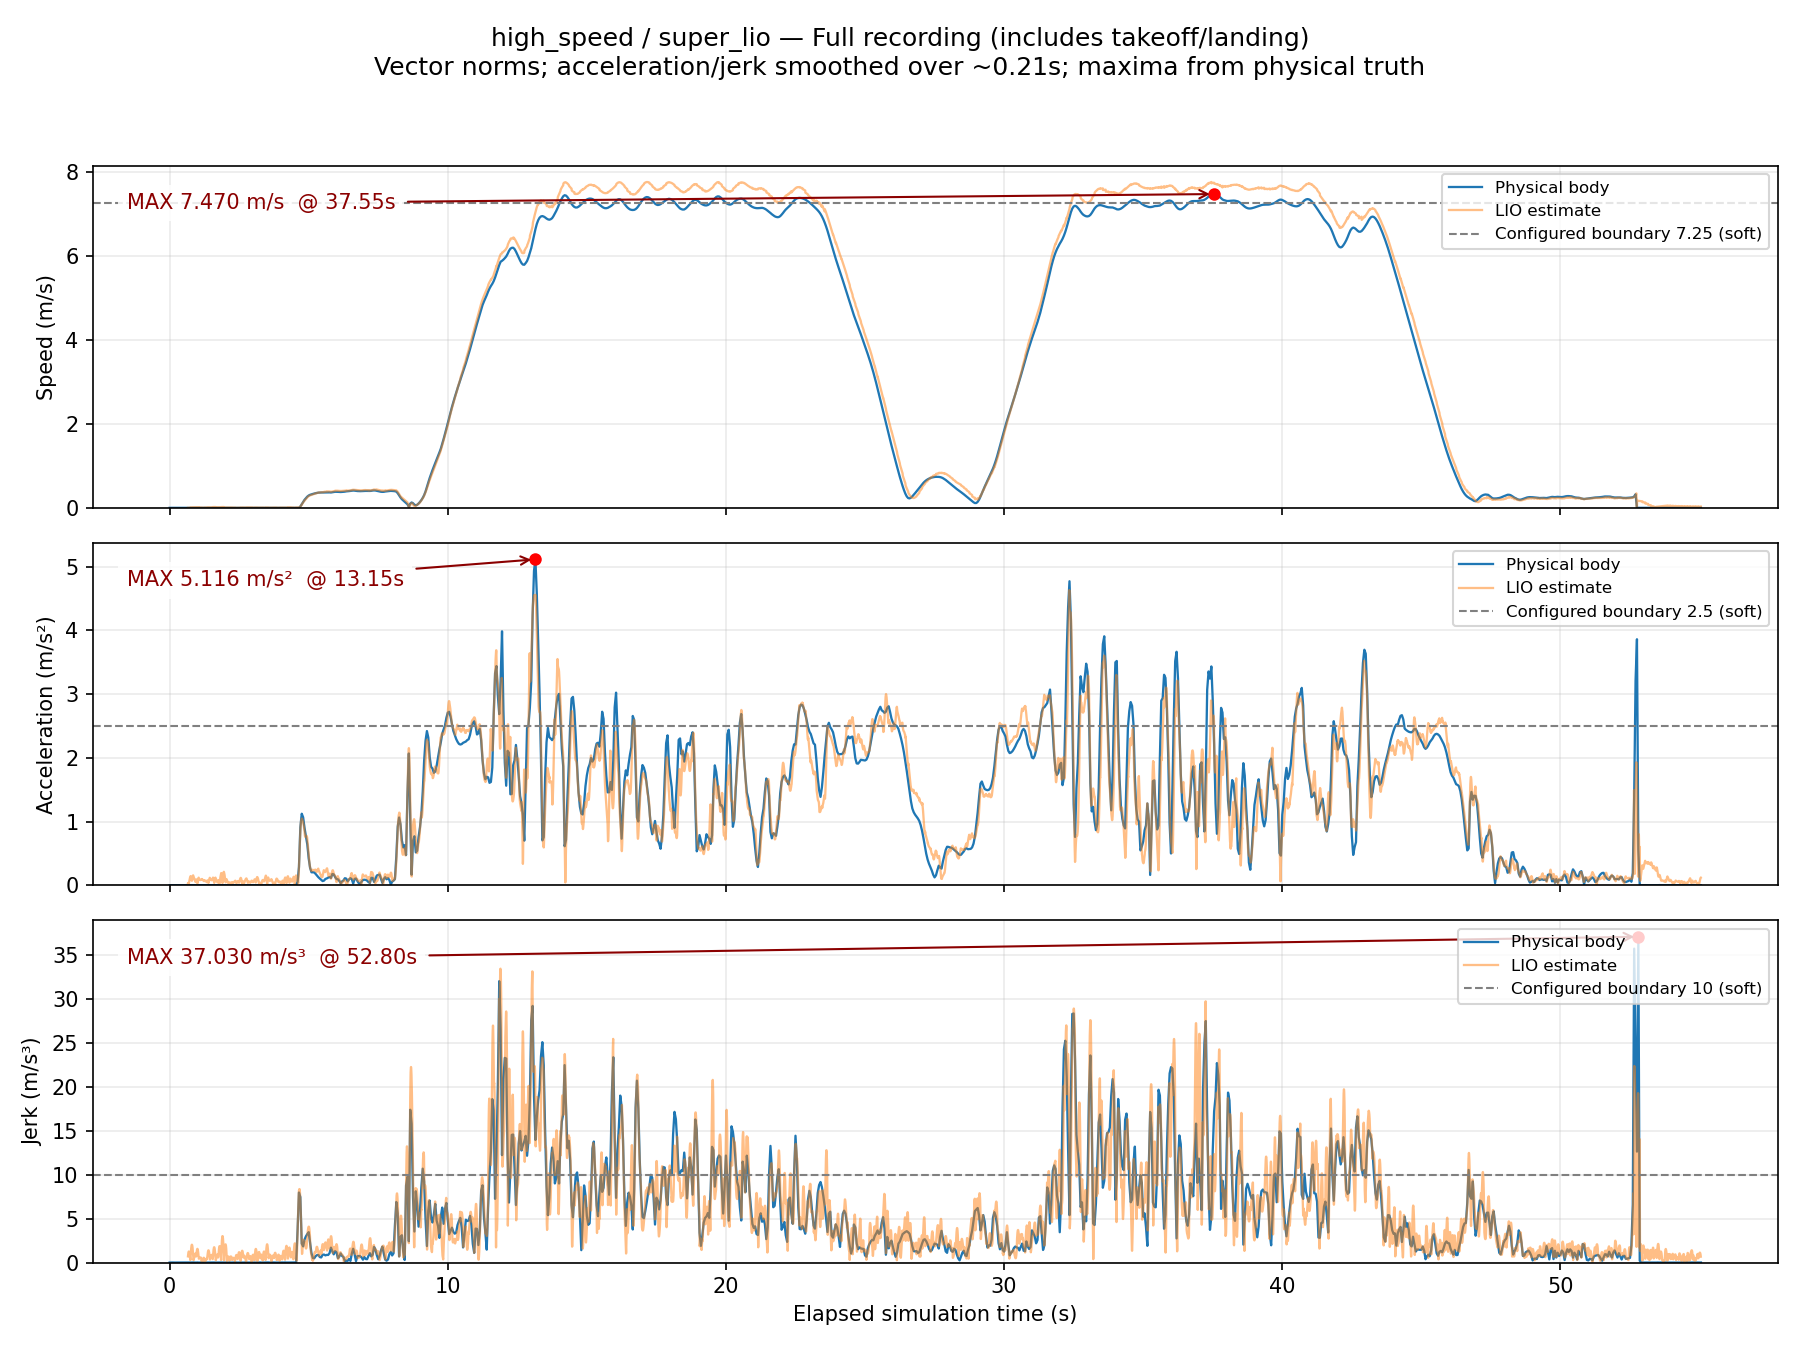 high_speed / super_lio — Full recording (includes takeoff/landing)
Vector norms; acceleration/jerk smoothed over ~0.21s; maxima from physical truth
8
6
4
2
0
Speed (m/s)
MAX 7.470 m/s  @ 37.55s
Physical body
LIO estimate
Configured boundary 7.25 (soft)
5
4
3
2
1
0
Acceleration (m/s²)
MAX 5.116 m/s²  @ 13.15s
Physical body
LIO estimate
Configured boundary 2.5 (soft)
35
30
25
20
15
10
5
0
Jerk (m/s³)
MAX 37.030 m/s³  @ 52.80s
Physical body
LIO estimate
Configured boundary 10 (soft)
0 10 20 30 40 50
Elapsed simulation time (s)